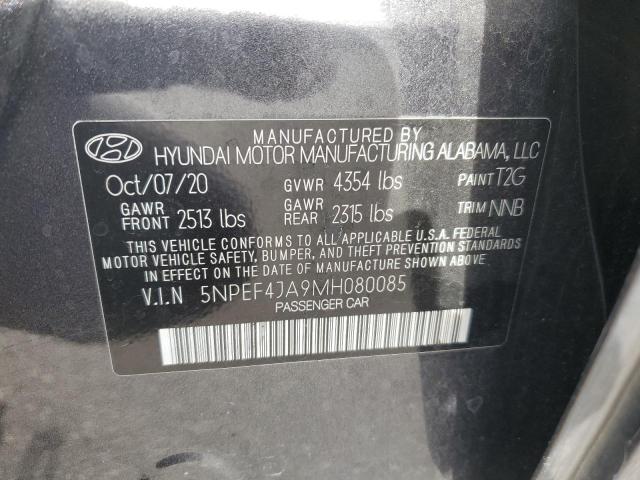 MANUFACTURED BY
HYUNDAI MOTOR MANUFACTURING ALABAMA, LLC
Oct/07/20 GVWR 4354 lbs PAINT T2G
GAWR FRONT 2513 lbs GAWR REAR 2315 lbs TRIM NNB
THIS VEHICLE CONFORMS TO ALL APPLICABLE U.S.A. FEDERAL
MOTOR VEHICLE SAFETY, BUMPER, AND THEFT PREVENTION STANDARDS
IN EFFECT ON THE DATE OF MANUFACTURE SHOWN ABOVE.
V.I.N 5NPEF4JA9MH080085
PASSENGER CAR